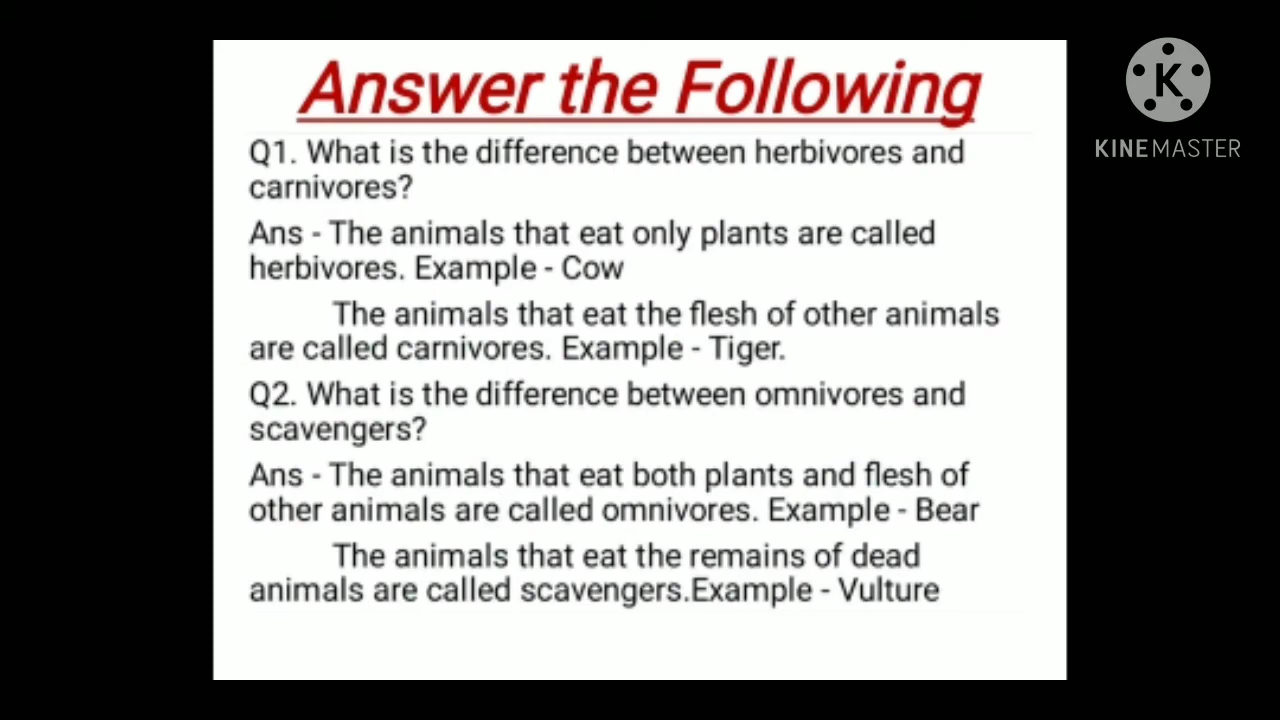 Answer the Following
Q1. What is the difference between herbivores and
carnivores?
Ans - The animals that eat only plants are called
herbivores. Example - Cow
The animals that eat the flesh of other animals
are called carnivores. Example - Tiger.
Q2. What is the difference between omnivores and
scavengers?
Ans - The animals that eat both plants and flesh of
other animals are called omnivores. Example - Bear
The animals that eat the remains of dead
animals are called scavengers.Example - Vulture
K
KINEMASTER